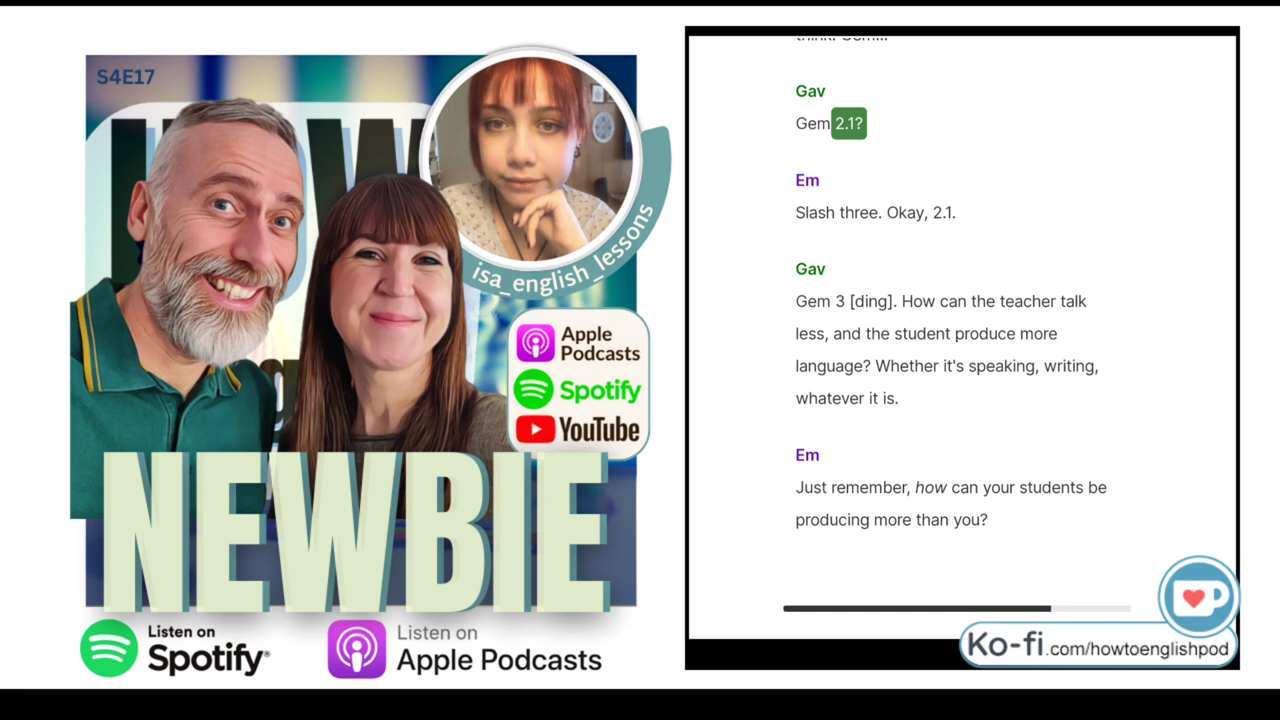 S4E17
HOW
isa_english_lessons
Apple
Podcasts
Spotify
YouTube
NEWBIE
Listen on
Spotify®
Listen on
Apple Podcasts
Gav
Gem 2.1?
Em
Slash three. Okay, 2.1.
Gav
Gem 3 [ding]. How can the teacher talk
less, and the student produce more
language? Whether it's speaking, writing,
whatever it is.
Em
Just remember, how can your students be
producing more than you?
Ko-fi.com/howtoenglishpod